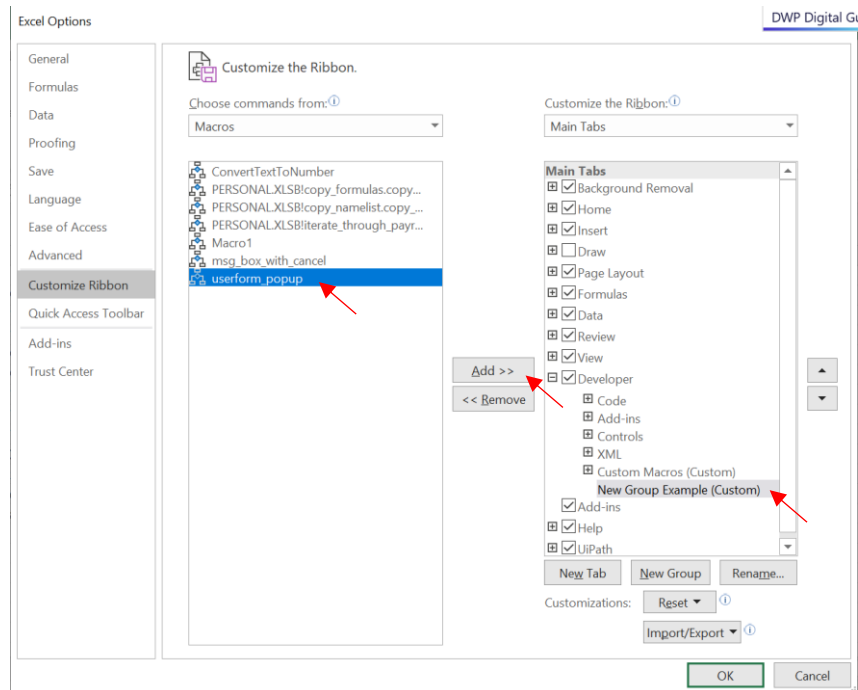 DWP Digital Gu
Excel Options
General
Formulas
Data
Proofing
Save
Language
Ease of Access
Advanced
Customize Ribbon
Quick Access Toolbar
Add-ins
Trust Center
Customize the Ribbon.
Choose commands from:
Macros
ConvertTextToNumber
PERSONAL.XLSB!copy_formulas.copy...
PERSONAL.XLSB!copy_namelist.copy_...
PERSONAL.XLSB!iterate_through_payr...
Macro1
msg_box_with_cancel
userform_popup
Add >>
<< Remove
Customize the Ribbon:
Main Tabs
Main Tabs
Background Removal
Home
Insert
Draw
Page Layout
Formulas
Data
Review
View
Developer
Code
Add-ins
Controls
XML
Custom Macros (Custom)
New Group Example (Custom)
Add-ins
Help
UiPath
New Tab New Group Rename...
Customizations: Reset
Import/Export
OK Cancel